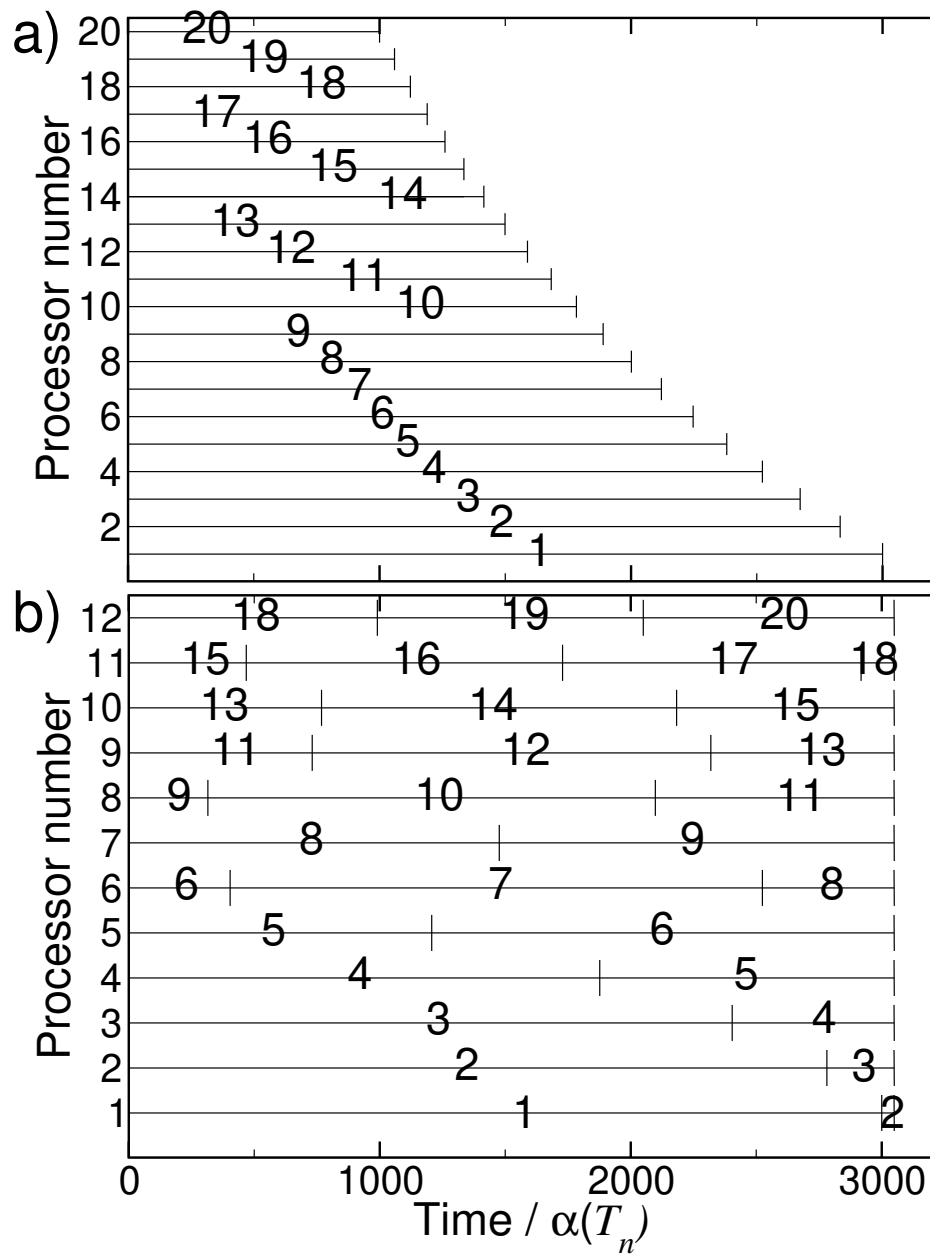 a)
Processor number
20 20
19
18 18
17
16 16
15
14 14
13
12 12
11
10 10
9
8 8
7
6 6
5
4 4
3
2 2
1
b)
Processor number
12 18 19 20
11 15 16 17 18
10 13 14 15
9 11 12 13
8 9 10 11
7 8 9
6 6 7 8
5 5 6
4 4 5
3 3 4
2 2 3
1 1 2
0 1000 2000 3000
Time / α(Tn)